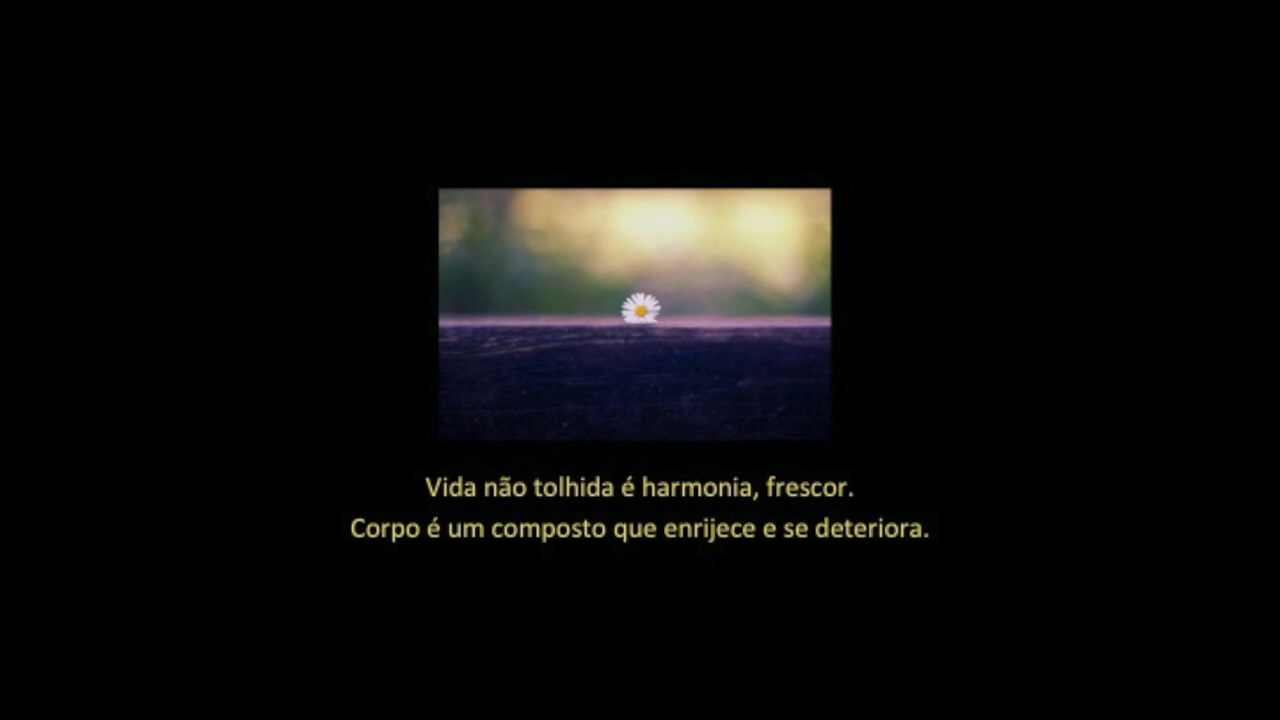 Vida não tolhida é harmonia, frescor.
Corpo é um composto que enrijece e se deteriora.